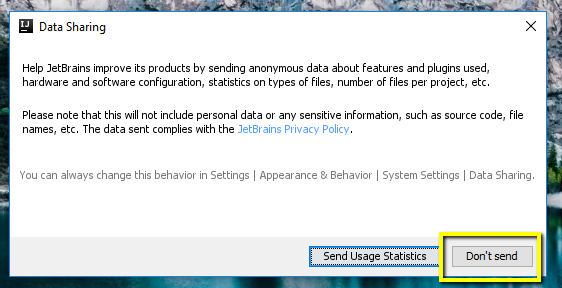 IJ
Data Sharing
Help JetBrains improve its products by sending anonymous data about features and plugins used,
hardware and software configuration, statistics on types of files, number of files per project, etc.
Please note that this will not include personal data or any sensitive information, such as source code, file
names, etc. The data sent complies with the JetBrains Privacy Policy.
You can always change this behavior in Settings | Appearance & Behavior | System Settings | Data Sharing.
Send Usage Statistics
Don't send